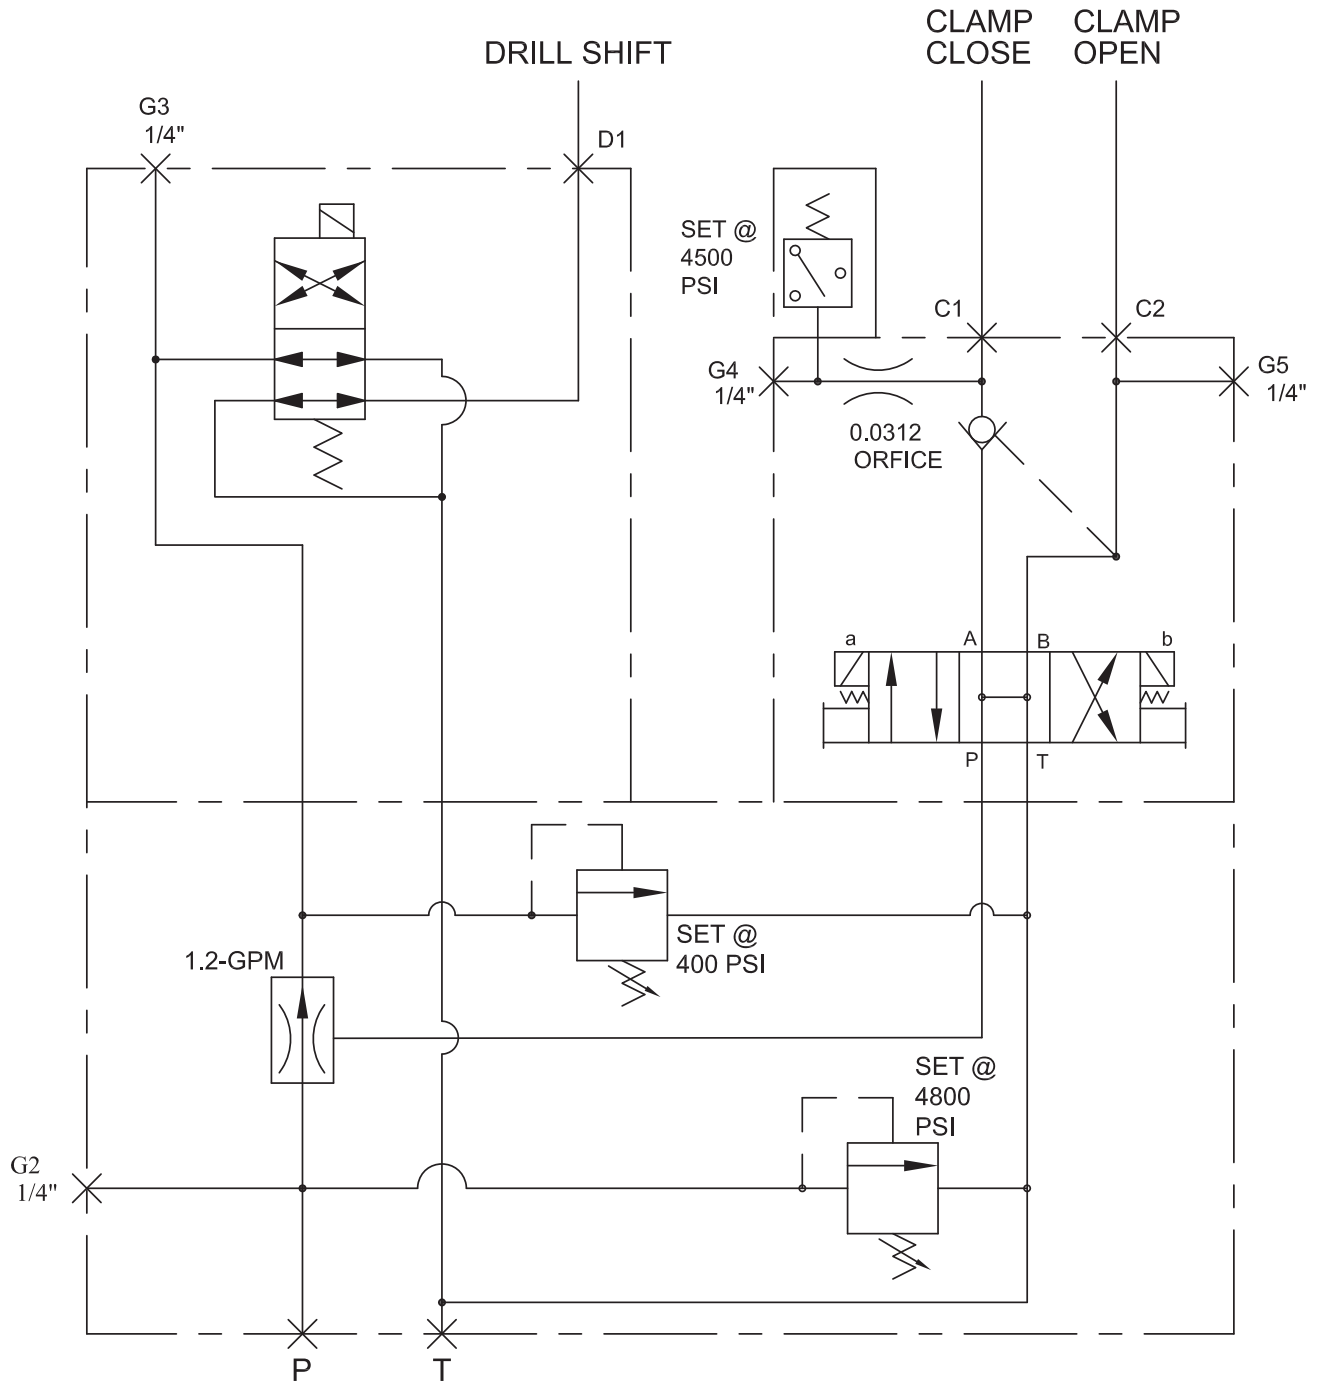 CLAMP
CLOSE
CLAMP
OPEN
DRILL SHIFT
G3
1/4"
D1
SET @
4500
PSI
C1
C2
G4
1/4"
G5
1/4"
0.0312
ORFICE
a
A
B
b
P
T
SET @
400 PSI
1.2-GPM
SET @
4800
PSI
G2
1/4"
P
T